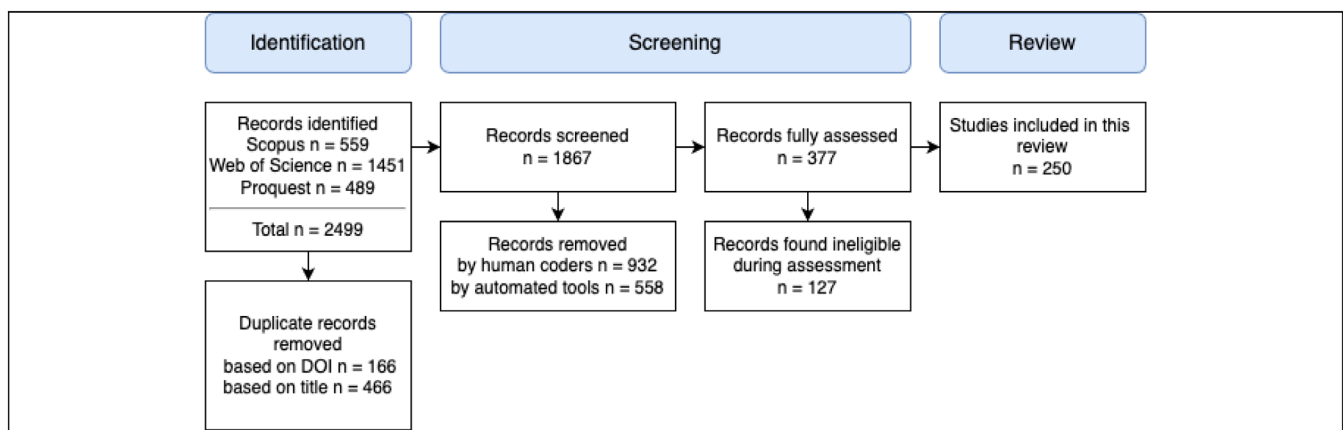 Identification
Screening
Review
Records identified
Scopus n = 559
Web of Science n = 1451
Proquest n = 489
Total n = 2499
Duplicate records
removed
based on DOI n = 166
based on title n = 466
Records screened
n = 1867
Records removed
by human coders n = 932
by automated tools n = 558
Records fully assessed
n = 377
Records found ineligible
during assessment
n = 127
Studies included in this
review
n = 250